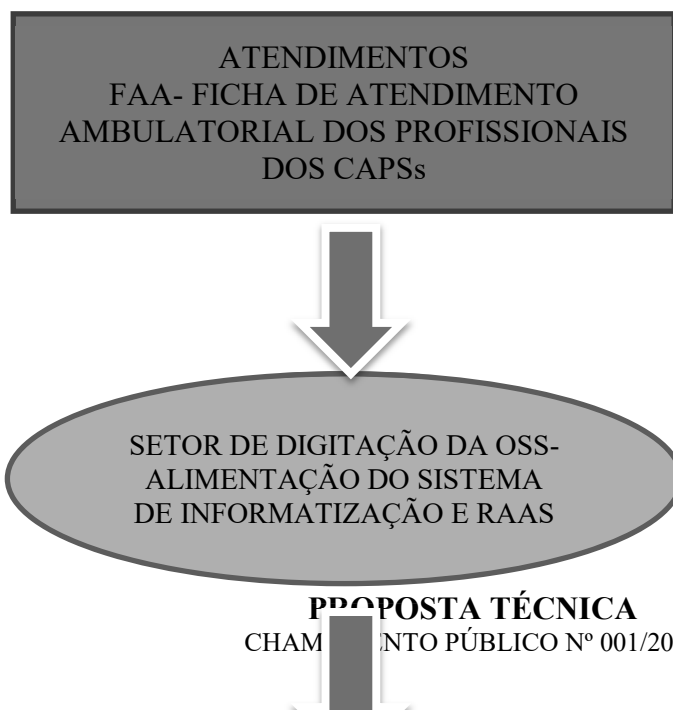 ATENDIMENTOS
FAA- FICHA DE ATENDIMENTO
AMBULATORIAL DOS PROFISSIONAIS
DOS CAPSs
SETOR DE DIGITAÇÃO DA OSS-
ALIMENTAÇÃO DO SISTEMA
DE INFORMATIZAÇÃO E RAAS
PROPOSTA TÉCNICA
PÚBLICO Nº 001/20